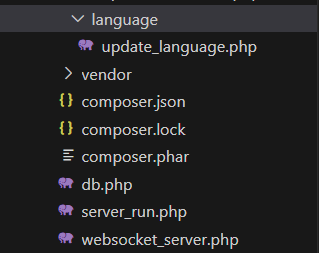 language
update_language.php
vendor
composer.json
composer.lock
composer.phar
db.php
server_run.php
websocket_server.php